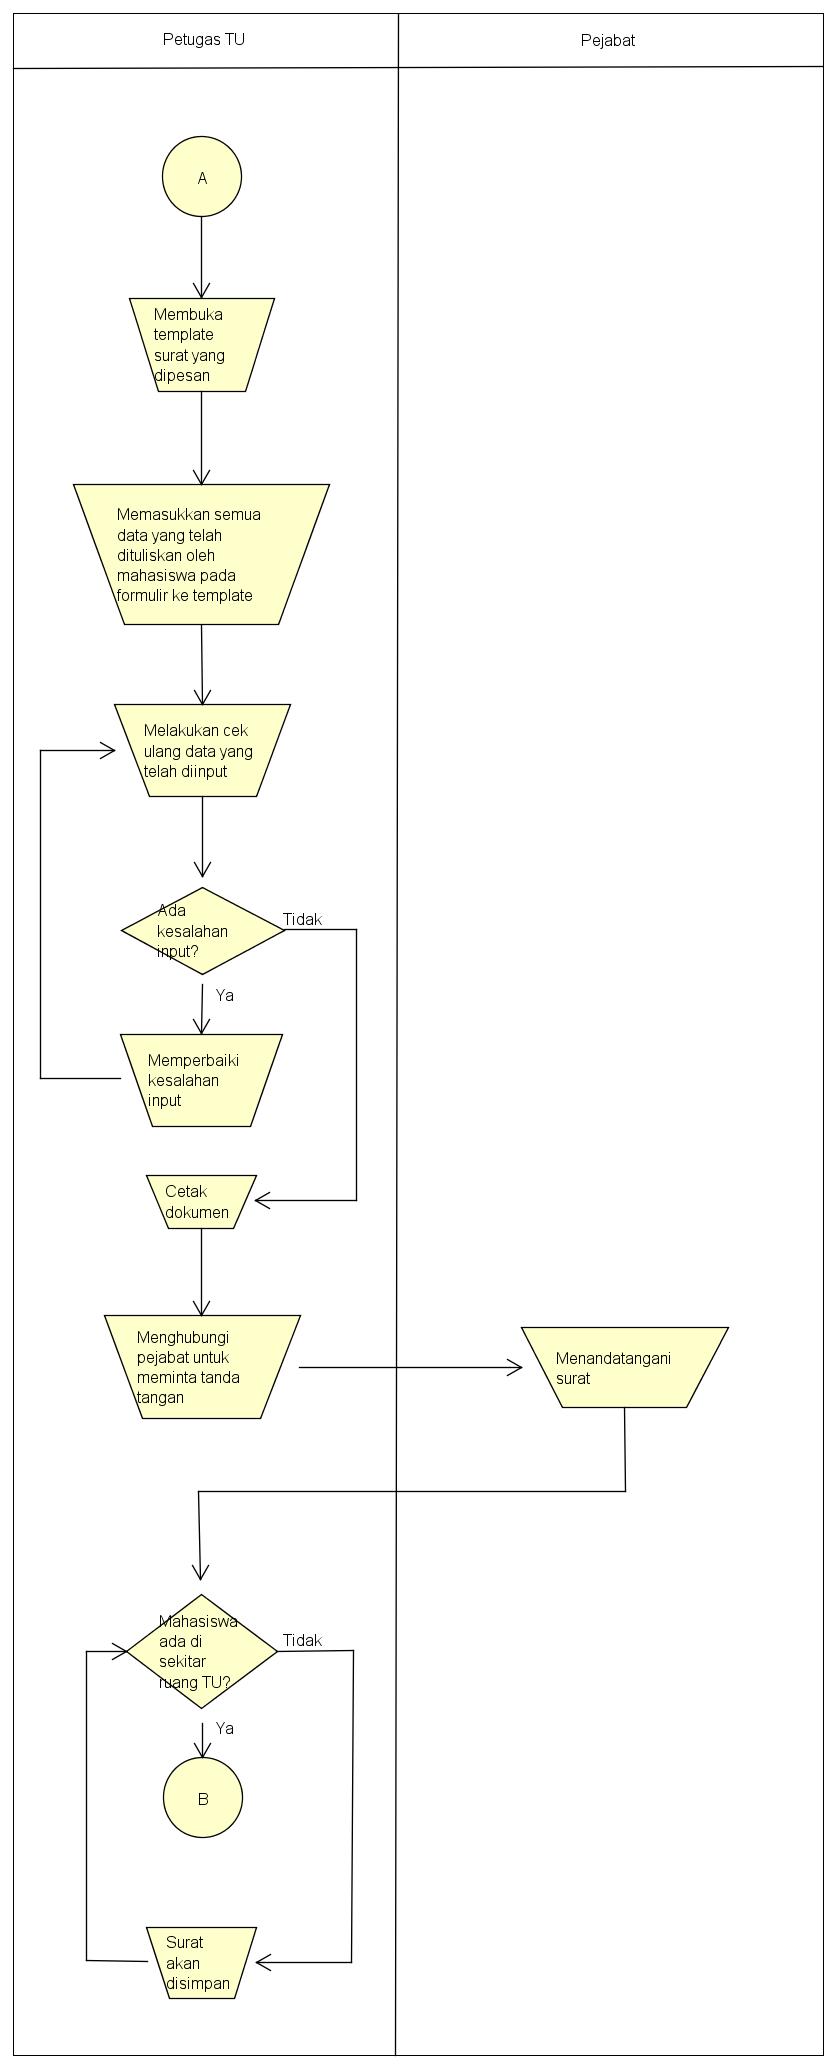 Petugas TU
Pejabat
A
Membuka
template
surat yang
dipesan
Memasukkan semua
data yang telah
dituliskan oleh
mahasiswa pada
formulir ke template
Melakukan cek
ulang data yang
telah diinput
Ada
kesalahan
input?
Tidak
Ya
Memperbaiki
kesalahan
input
Cetak
dokumen
Menghubungi
pejabat untuk
meminta tanda
tangan
Menandatangani
surat
Mahasiswa
ada di
sekitar
ruang TU?
Tidak
Ya
B
Surat
akan
disimpan